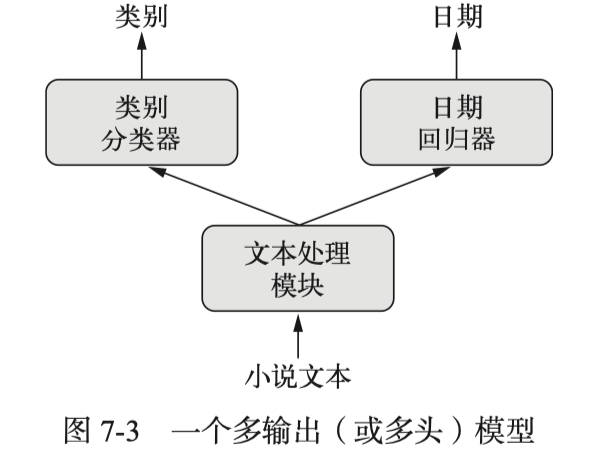 类别
日期
类别
分类器
日期
回归器
文本处理
模块
小说文本
图 7-3 一个多输出（或多头）模型